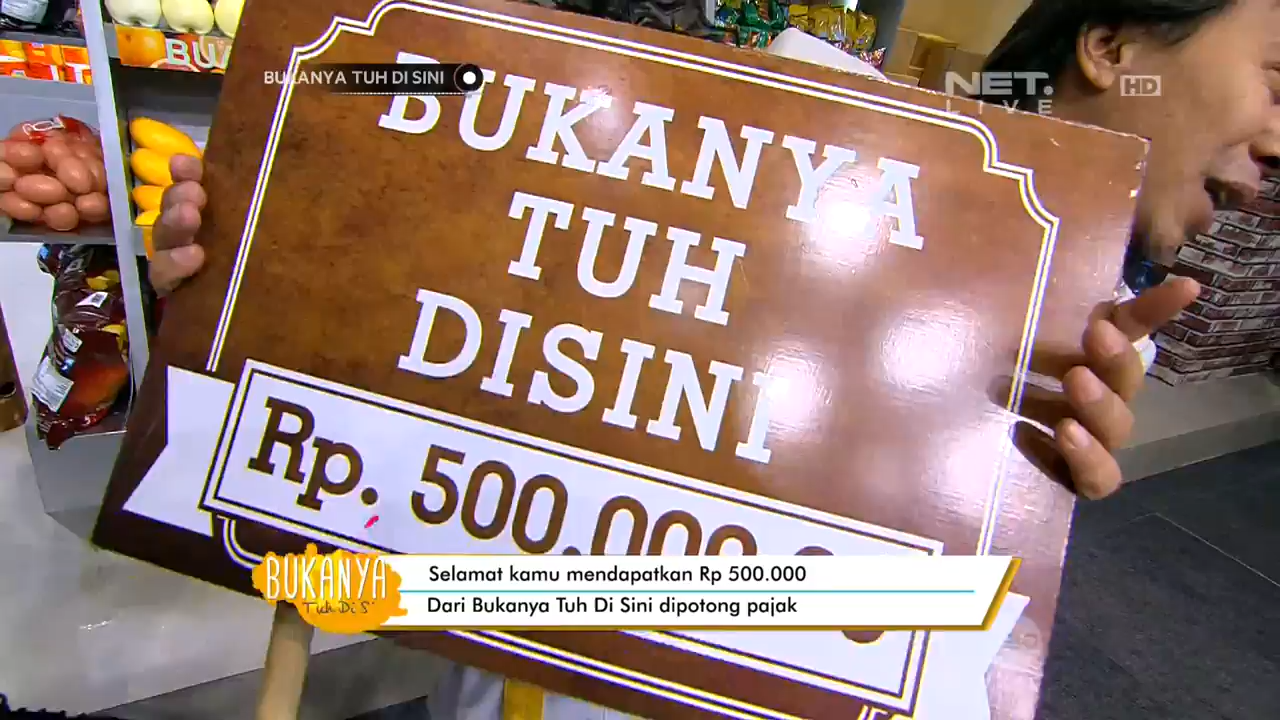 BUKANYA TUH DI SINI
NET.
LIVE
HD
BUKANYA
TUH
DISINI
Rp. 500.000
BUKANYA
Tuh Di S
Selamat kamu mendapatkan Rp 500.000
Dari Bukanya Tuh Di Sini dipotong pajak